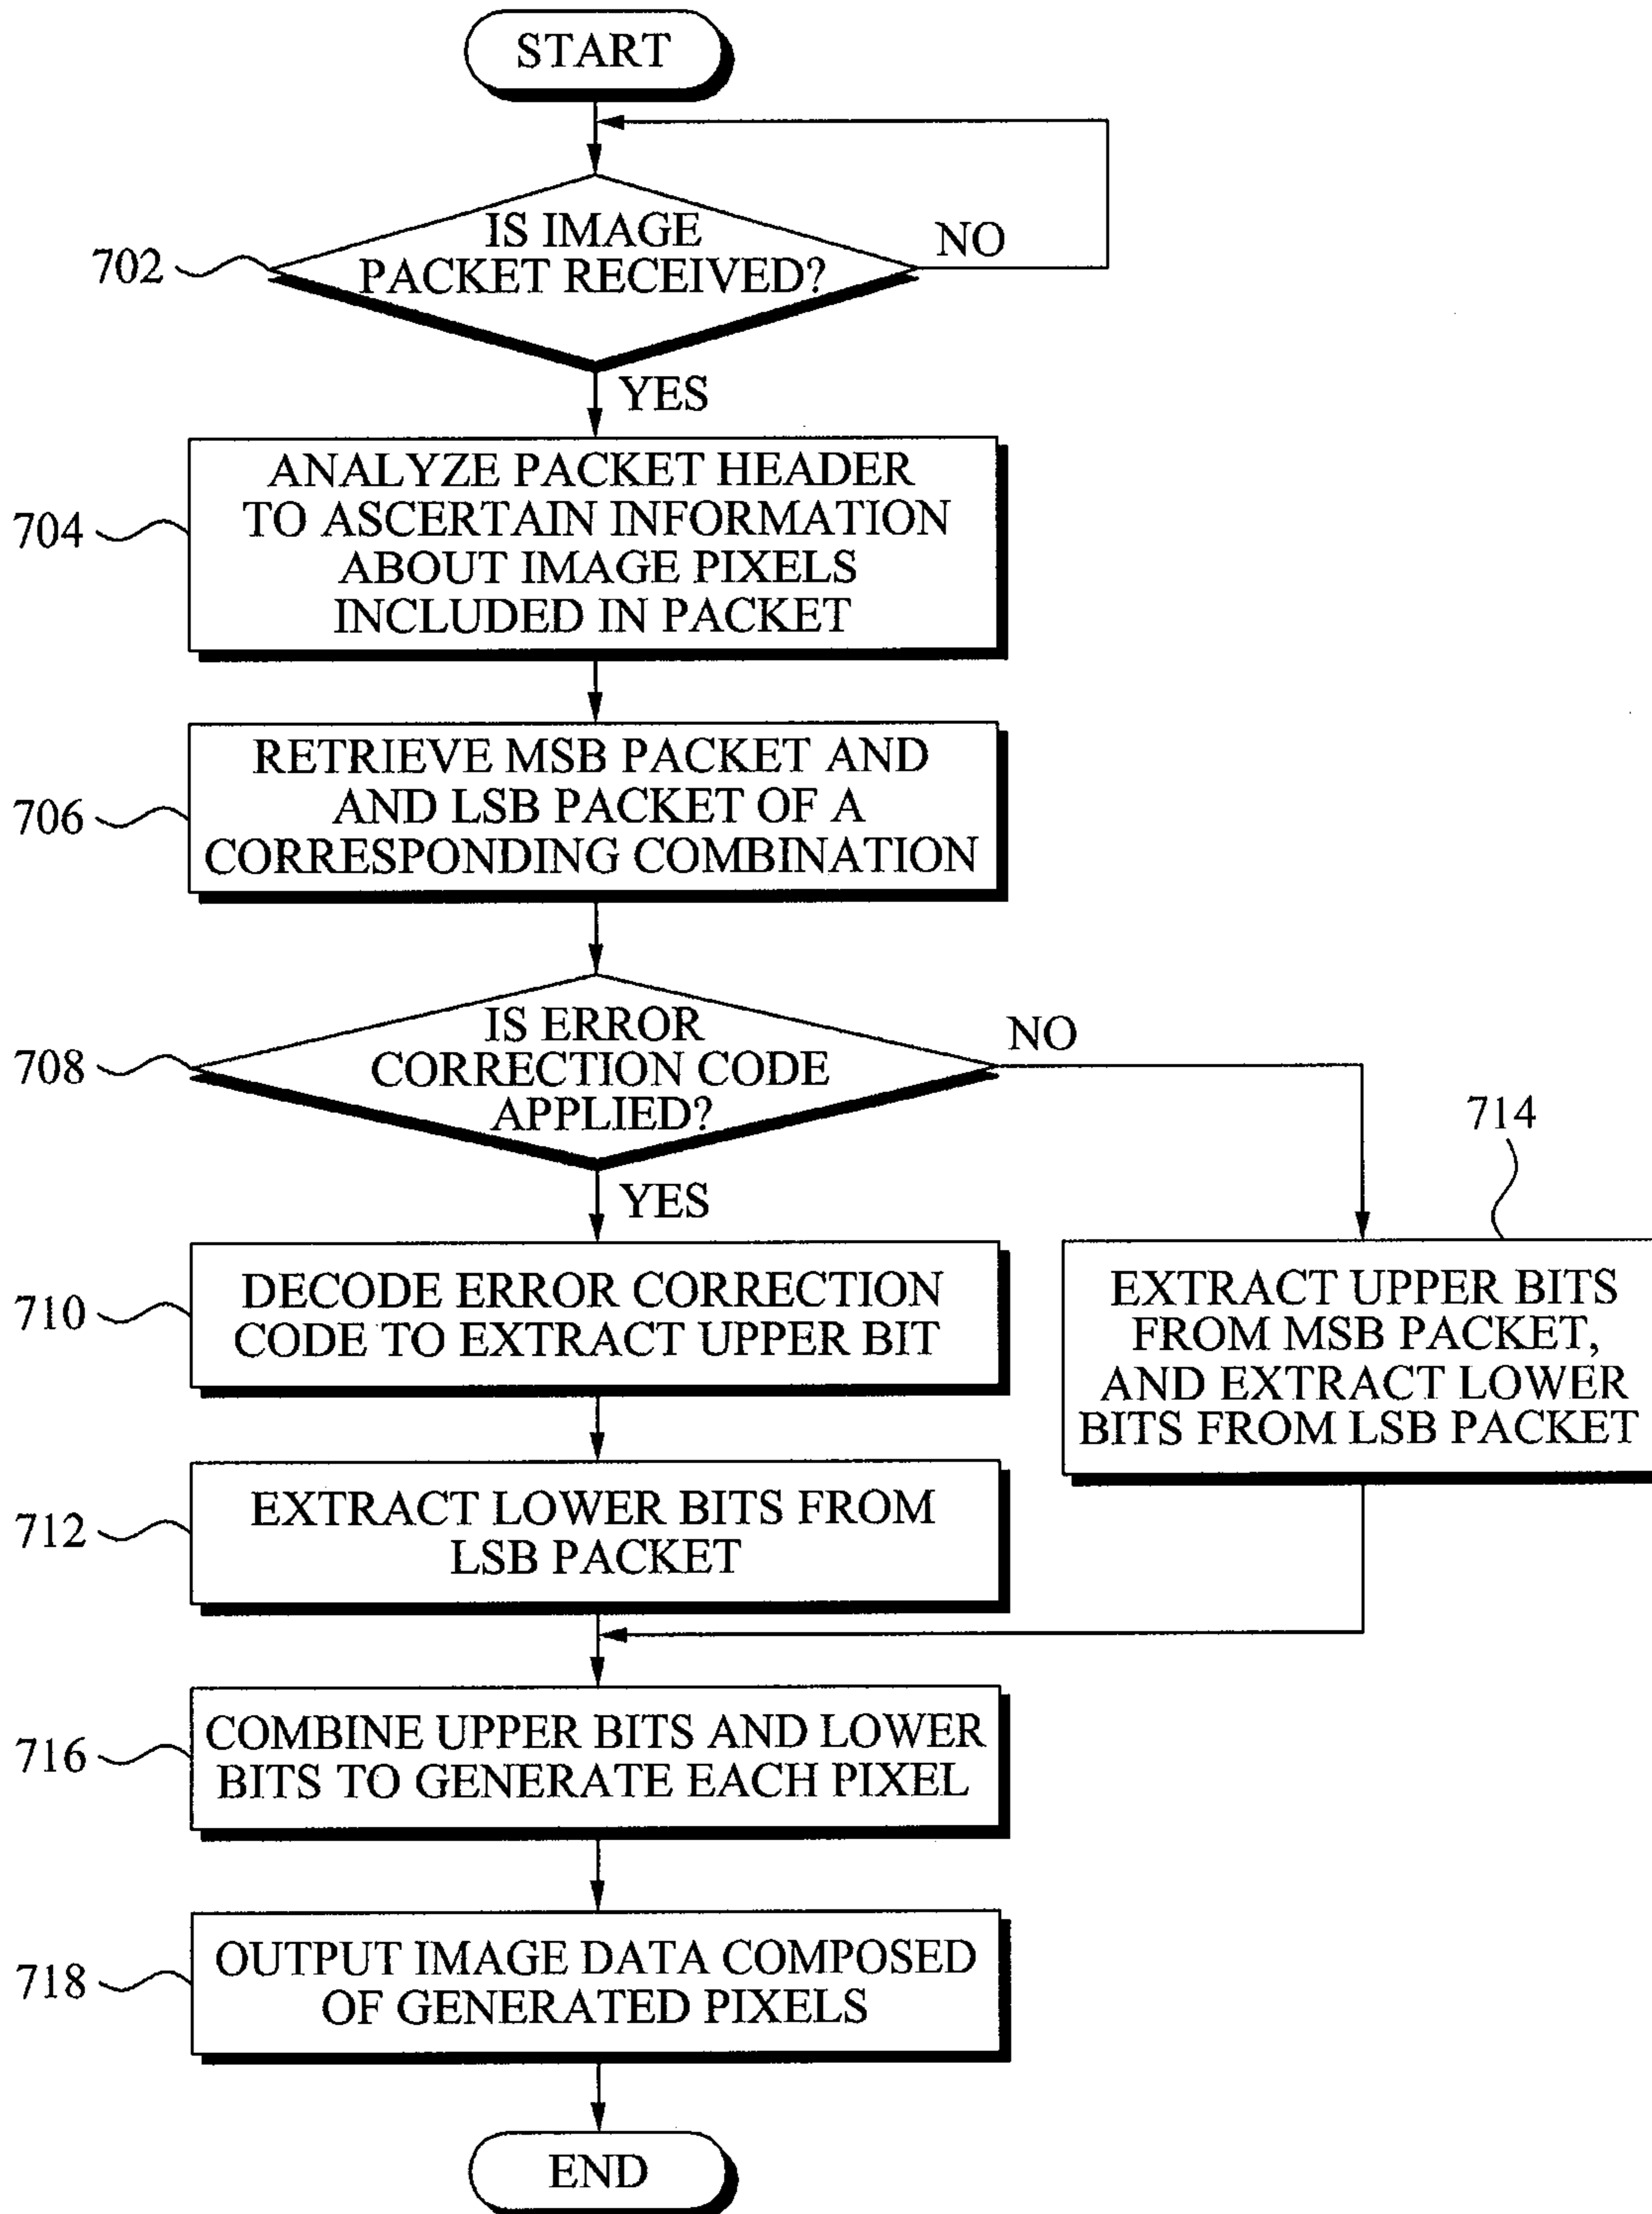 START
IS IMAGE
PACKET RECEIVED?
NO
702
YES
ANALYZE PACKET HEADER
TO ASCERTAIN INFORMATION
ABOUT IMAGE PIXELS
INCLUDED IN PACKET
704
RETRIEVE MSB PACKET AND
AND LSB PACKET OF A
CORRESPONDING COMBINATION
706
IS ERROR
CORRECTION CODE
APPLIED?
NO
708
YES
714
DECODE ERROR CORRECTION
CODE TO EXTRACT UPPER BIT
710
EXTRACT UPPER BITS
FROM MSB PACKET,
AND EXTRACT LOWER
BITS FROM LSB PACKET
EXTRACT LOWER BITS FROM
LSB PACKET
712
COMBINE UPPER BITS AND LOWER
BITS TO GENERATE EACH PIXEL
716
OUTPUT IMAGE DATA COMPOSED
OF GENERATED PIXELS
718
END